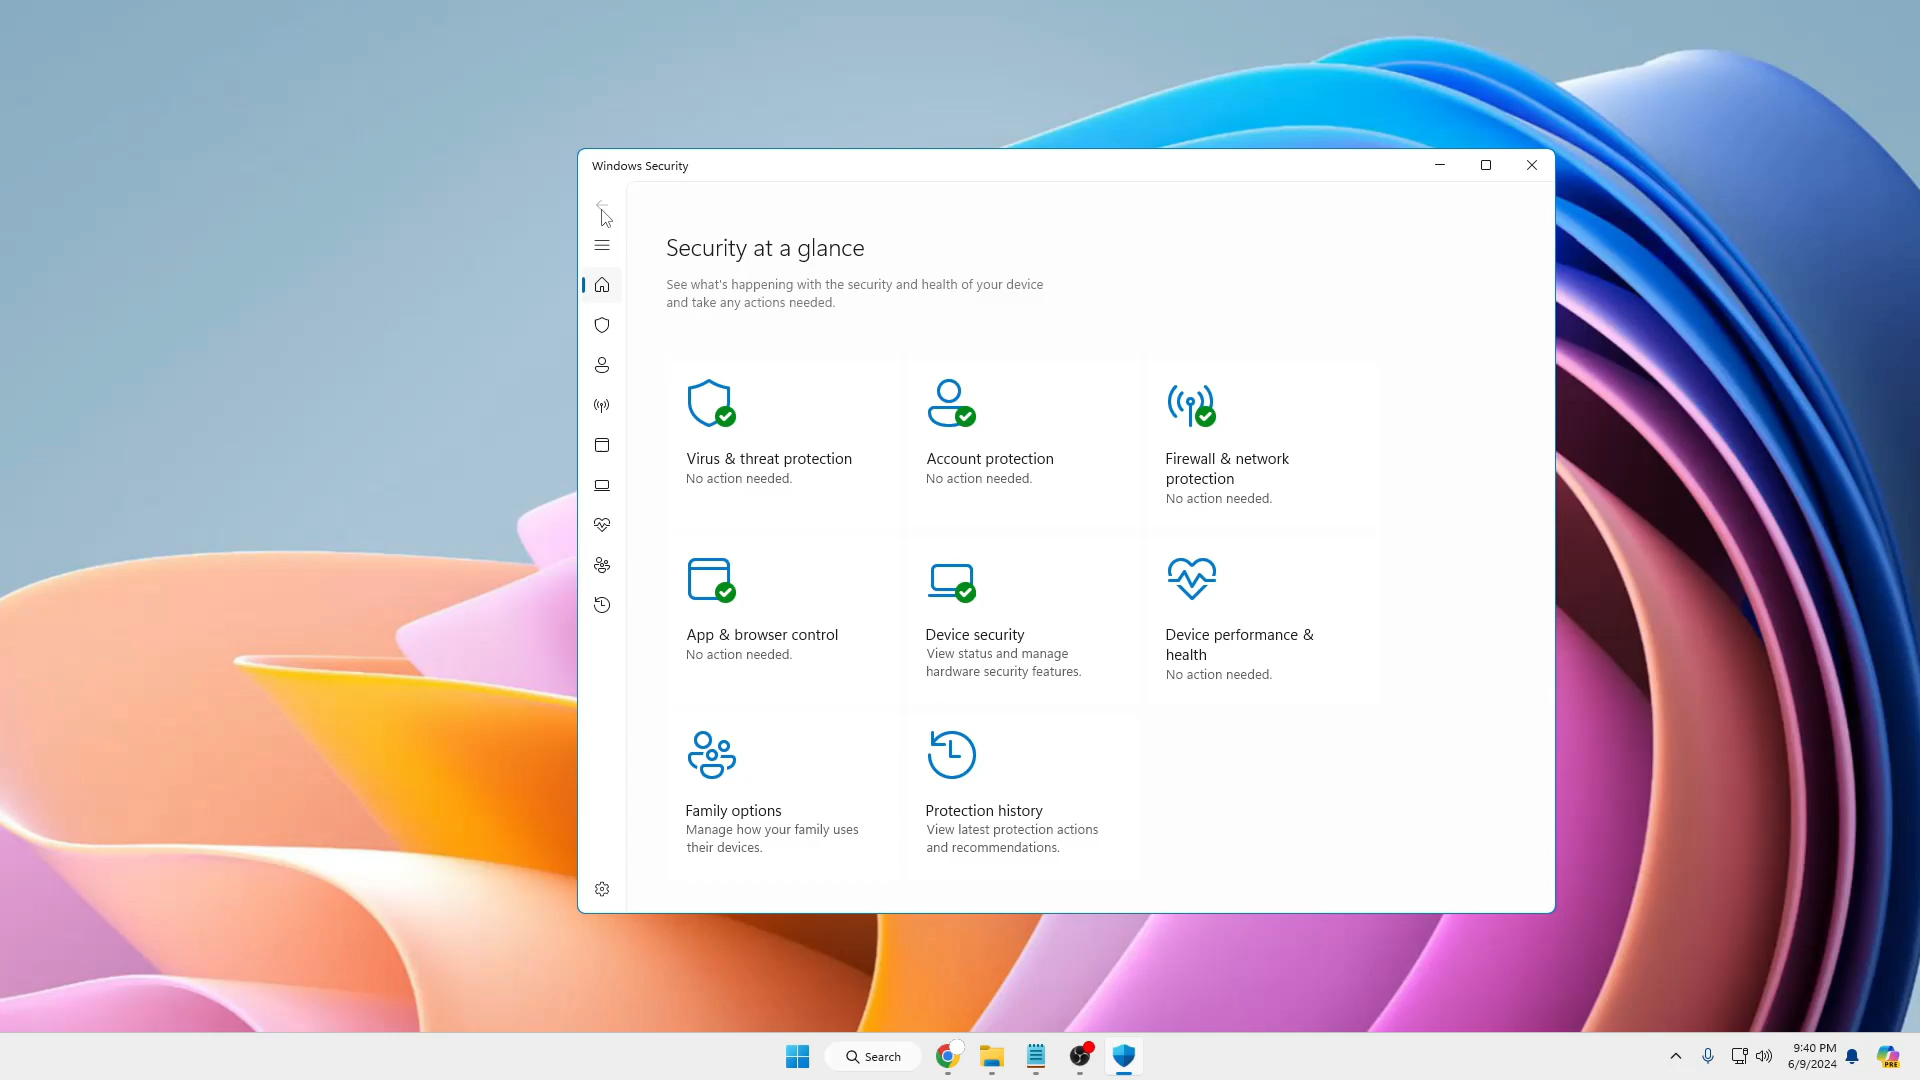 Windows Security
Security at a glance
See what's happening with the security and health of your device
and take any actions needed.
Virus & threat protection
No action needed.
Account protection
No action needed.
Firewall & network
protection
No action needed.
App & browser control
No action needed.
Device security
View status and manage
hardware security features.
Device performance &
health
No action needed.
Family options
Manage how your family uses
their devices.
Protection history
View latest protection actions
and recommendations.
Search
9:40 PM
6/9/2024
PRE